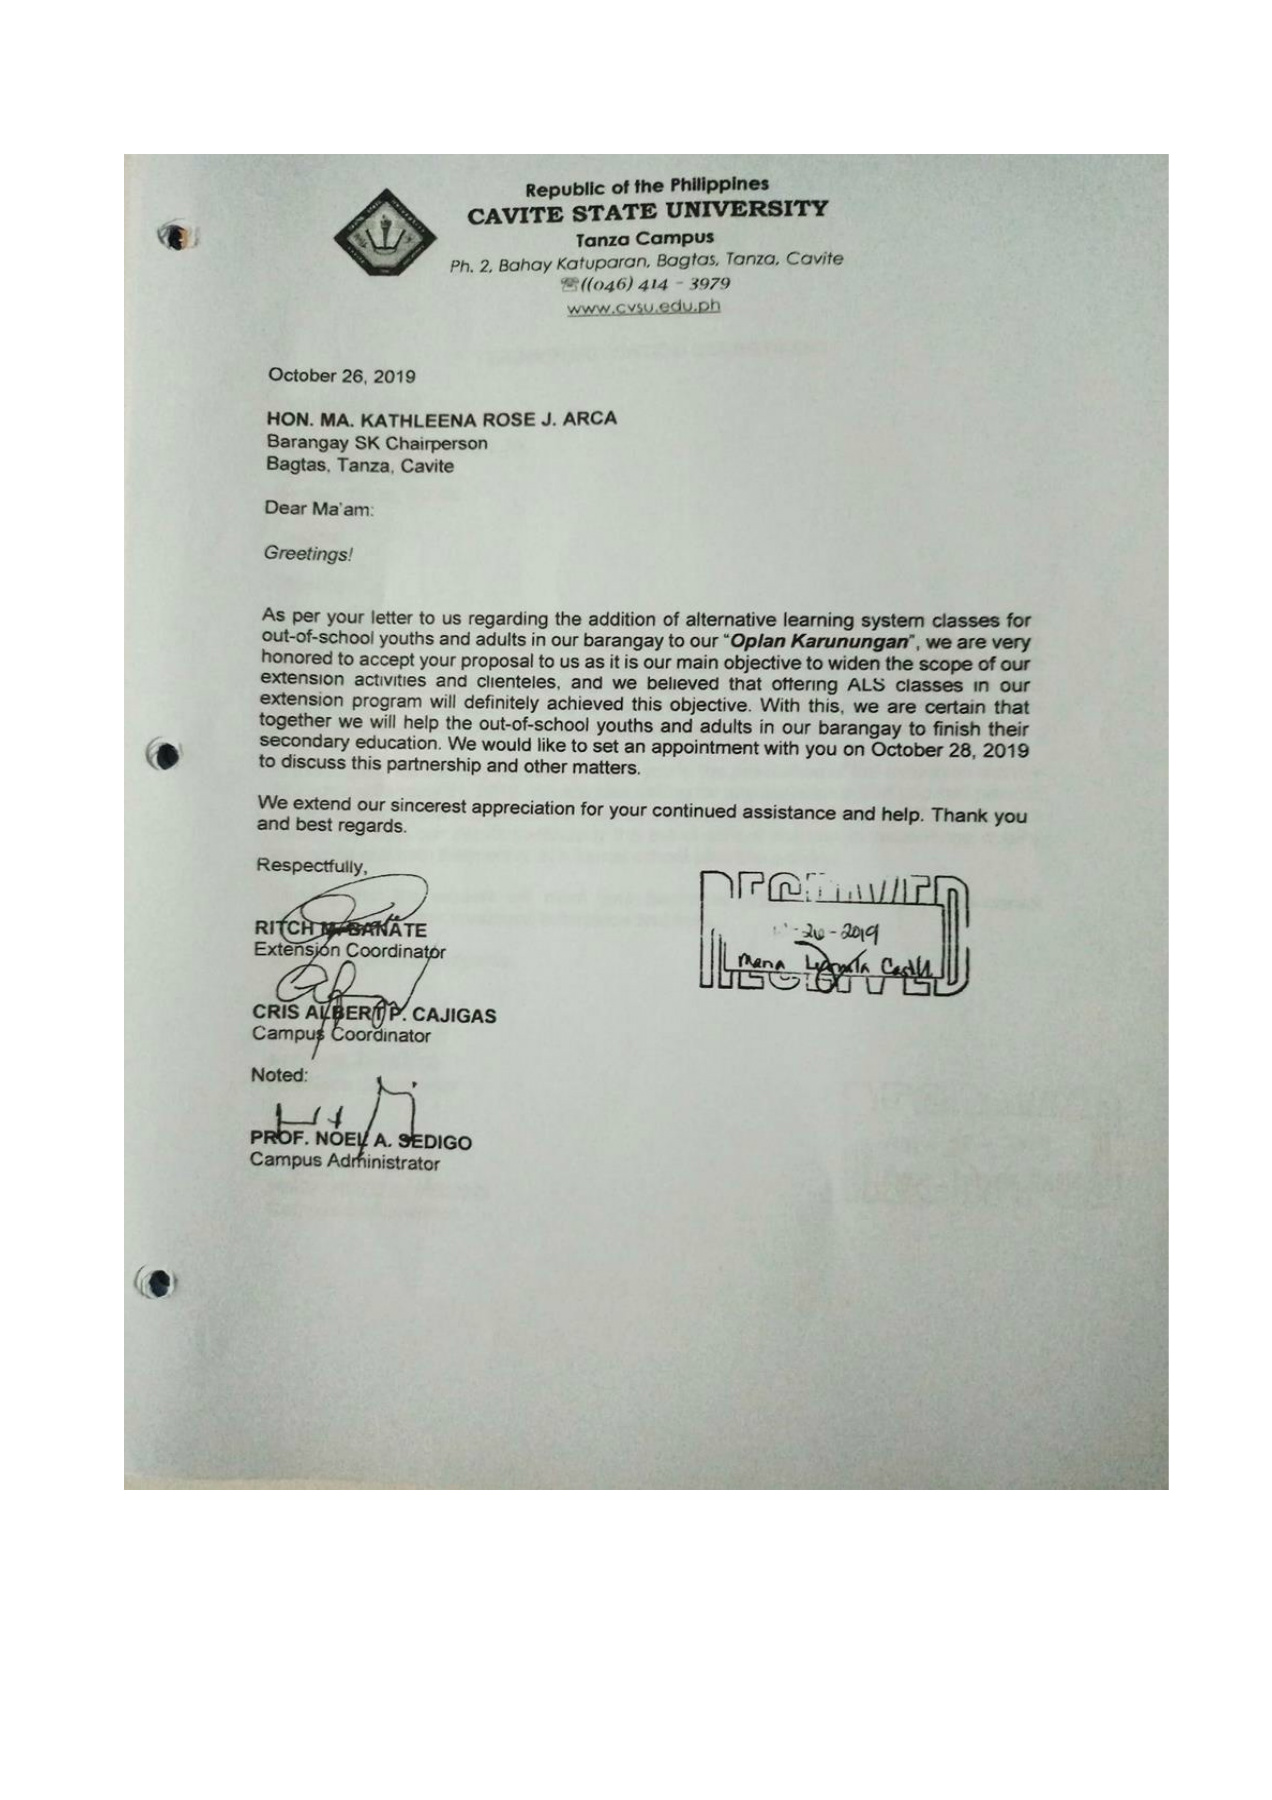 Republic of the Philippines
CAVITE STATE UNIVERSITY
Tanza Campus
Ph. 2, Bahay Katuparan, Bagtas, Tanza, Cavite
☏((046) 414 - 3979
www.cvsu.edu.ph
October 26, 2019
HON. MA. KATHLEENA ROSE J. ARCA
Barangay SK Chairperson
Bagtas, Tanza, Cavite
Dear Ma'am:
Greetings!
As per your letter to us regarding the addition of alternative learning system classes for
out-of-school youths and adults in our barangay to our “Oplan Karunungan”, we are very
honored to accept your proposal to us as it is our main objective to widen the scope of our
extension activities and clienteles, and we believed that offering ALS classes in our
extension program will definitely achieved this objective. With this, we are certain that
together we will help the out-of-school youths and adults in our barangay to finish their
secondary education. We would like to set an appointment with you on October 28, 2019
to discuss this partnership and other matters.
We extend our sincerest appreciation for your continued assistance and help. Thank you
and best regards.
Respectfully,
RITCH M. BANATE
Extension Coordinator
CRIS ALBERT P. CAJIGAS
Campus Coordinator
Noted:
PROF. NOEL A. SEDIGO
Campus Administrator
RECEIVED
-26-2019